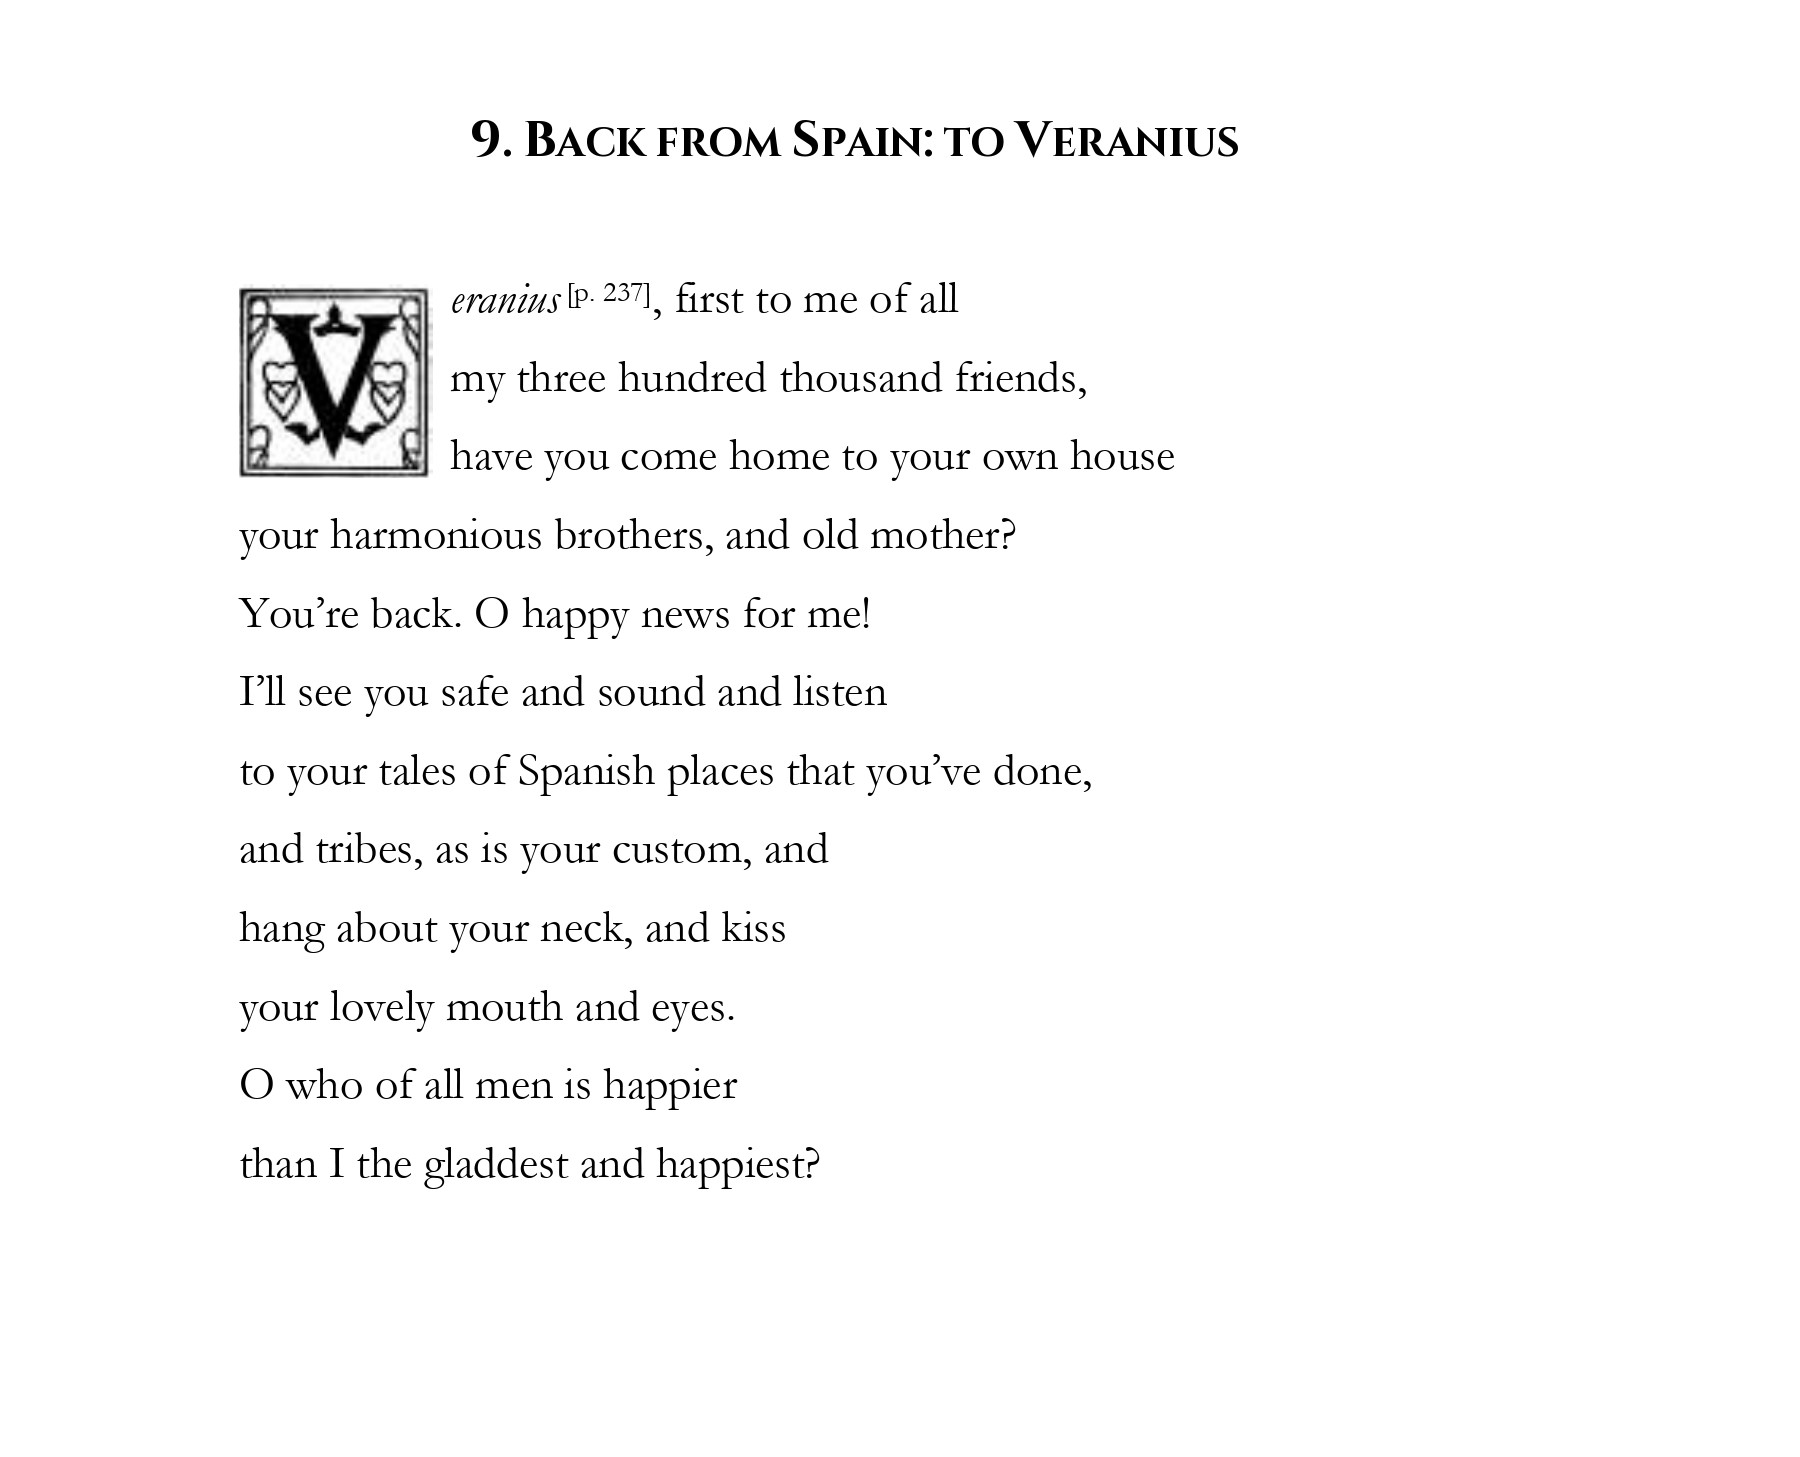 9. Back from Spain: to Veranius
Veranius [p. 237], first to me of all
my three hundred thousand friends,
have you come home to your own house
your harmonious brothers, and old mother?
You’re back. O happy news for me!
I’ll see you safe and sound and listen
to your tales of Spanish places that you’ve done,
and tribes, as is your custom, and
hang about your neck, and kiss
your lovely mouth and eyes.
O who of all men is happier
than I the gladdest and happiest?